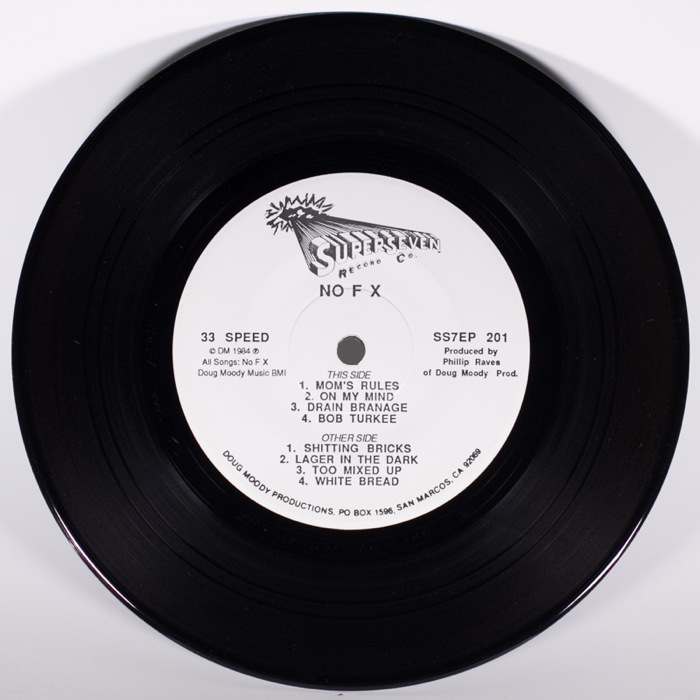 SUPERSEVEN
RECORD CO.
NO F X
33 SPEED
© DM 1984 ℗
All Songs: No F X
Doug Moody Music BMI
SS7EP 201
Produced by
Phillip Raves
of Doug Moody Prod.
THIS SIDE
1. MOM'S RULES
2. ON MY MIND
3. DRAIN BRANAGE
4. BOB TURKEE
OTHER SIDE
1. SHITTING BRICKS
2. LAGER IN THE DARK
3. TOO MIXED UP
4. WHITE BREAD
DOUG MOODY PRODUCTIONS, PO BOX 1596, SAN MARCOS, CA 92069